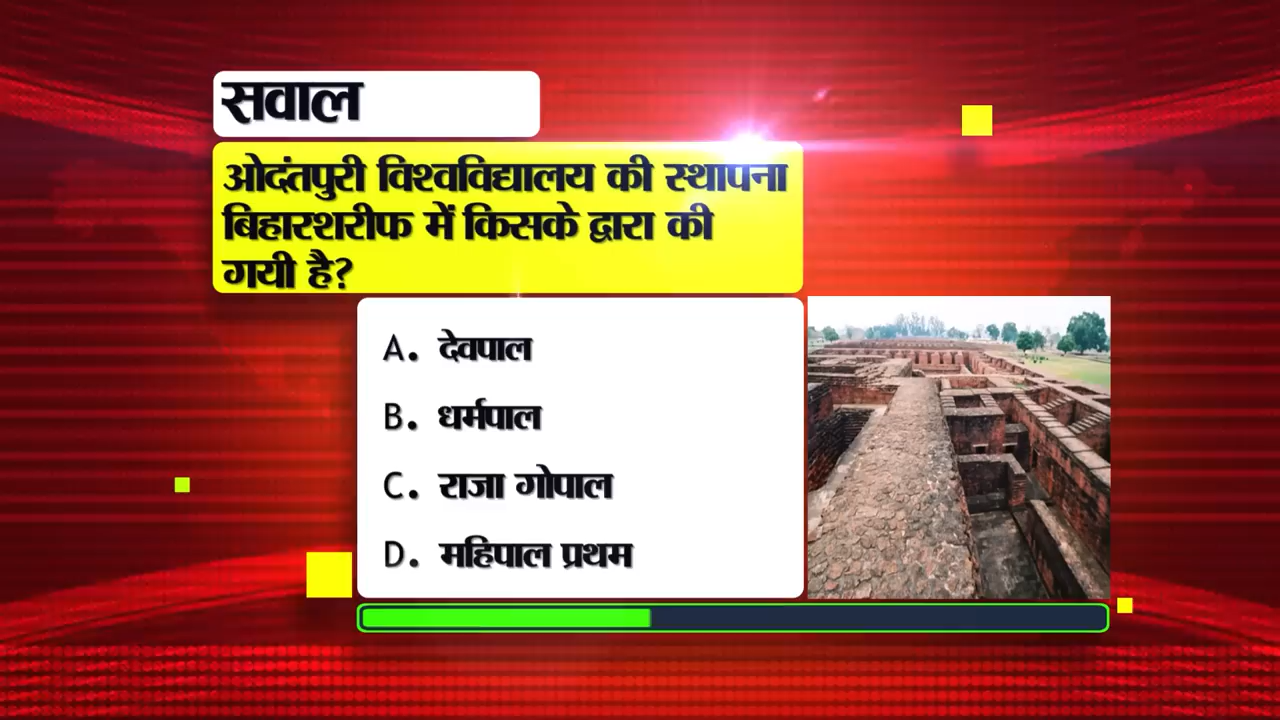 सवाल
ओदंतपुरी विश्वविद्यालय की स्थापना
बिहारशरीफ में किसके द्वारा की
गयी है?
A. देवपाल
B. धर्मपाल
C. राजा गोपाल
D. महिपाल प्रथम